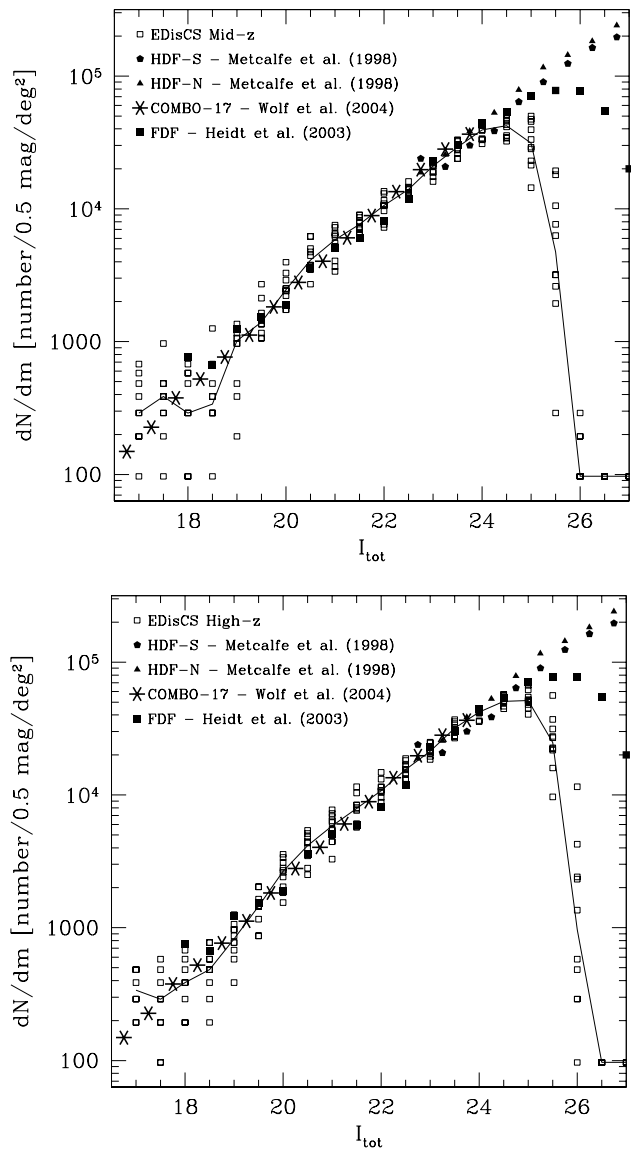 EDisCS Mid-z
HDF-S - Metcalfe et al. (1998)
HDF-N - Metcalfe et al. (1998)
COMBO-17 - Wolf et al. (2004)
FDF - Heidt et al. (2003)
10⁵
10⁴
1000
100
dN/dm [number/0.5 mag/deg²]
18 20 22 24 26
I_tot
EDisCS High-z
HDF-S - Metcalfe et al. (1998)
HDF-N - Metcalfe et al. (1998)
COMBO-17 - Wolf et al. (2004)
FDF - Heidt et al. (2003)
10⁵
10⁴
1000
100
dN/dm [number/0.5 mag/deg²]
18 20 22 24 26
I_tot